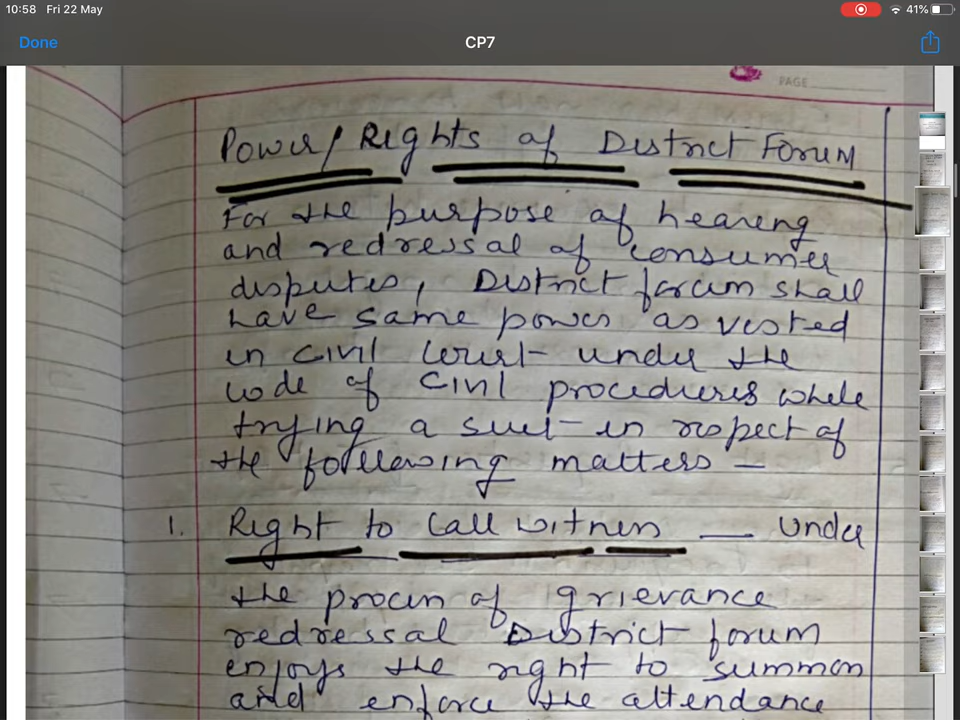 10:58 Fri 22 May
41%
Done
CP7
PAGE
Power/Rights of District Forum
For the purpose of hearing
and redressal of consumer
disputes, District forum shall
have same power as vested
in civil court under the
code of Civil procedures while
trying a suit in respect of
the following matters —
1. Right to Call witness — Under
the process of grievance
redressal District forum
enjoys the right to summon
and enforce the attendance